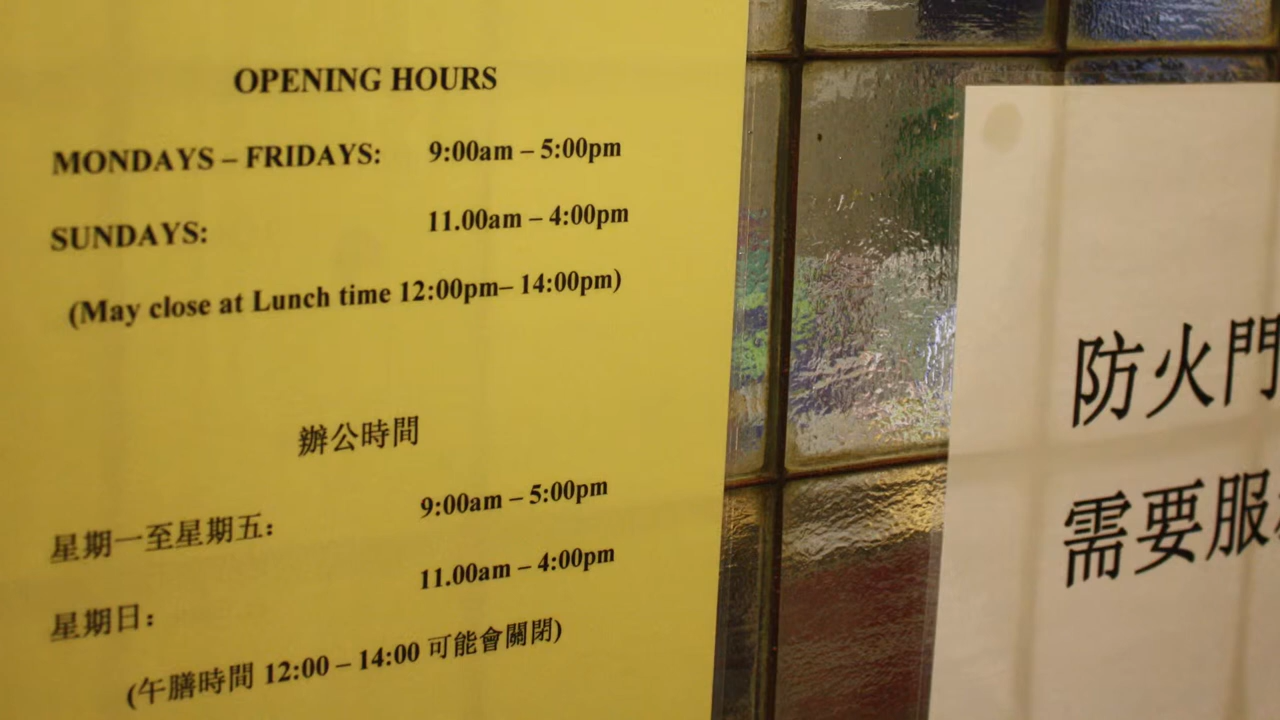 OPENING HOURS
MONDAYS – FRIDAYS: 9:00am – 5:00pm
SUNDAYS: 11.00am – 4:00pm
(May close at Lunch time 12:00pm– 14:00pm)
辦公時間
星期一至星期五: 9:00am – 5:00pm
星期日: 11.00am – 4:00pm
(午膳時間 12:00 – 14:00 可能會關閉)
防火門
需要服